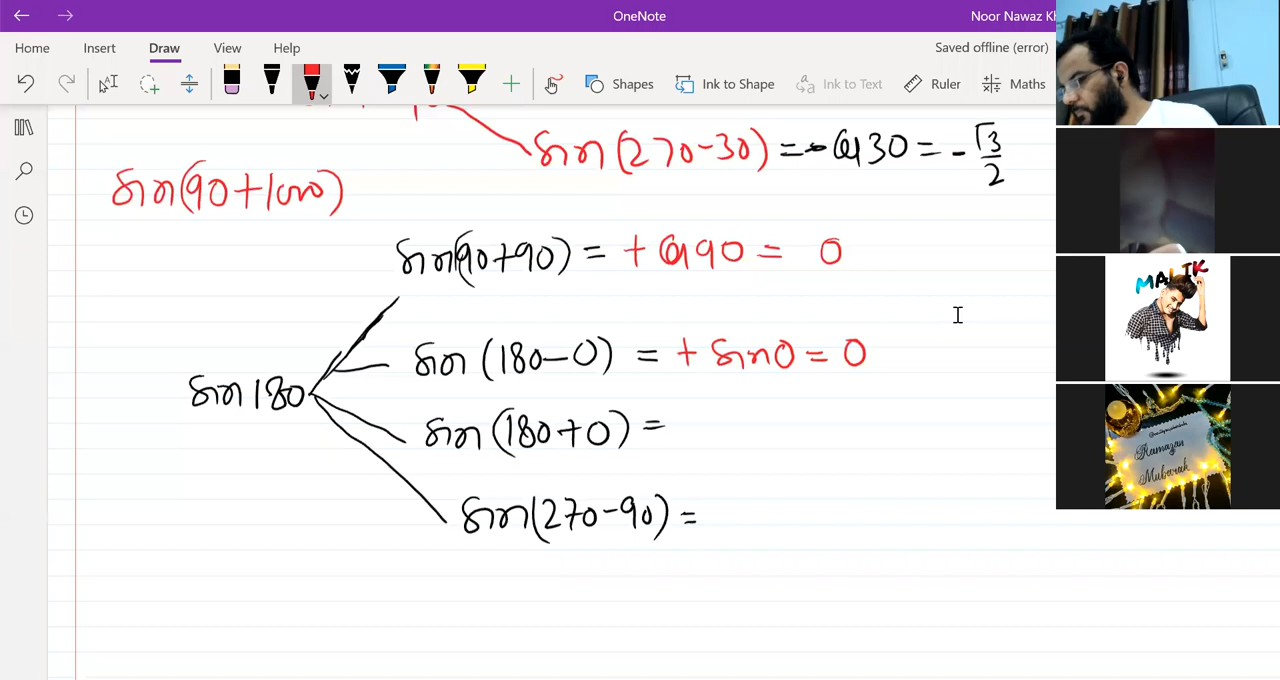 OneNote
Noor Nawaz Kh
Home Insert Draw View Help
Saved offline (error)
Shapes Ink to Shape Ink to Text Ruler Maths
sin(270-30) = -cos30 = -√3/2
sin(90+100)
sin(90+90) = + cos90 = 0
sin(180-0) = + sin0 = 0
sin180
sin(180+0) =
sin(270-90) =
MALIK
Ramazan
Mubarak